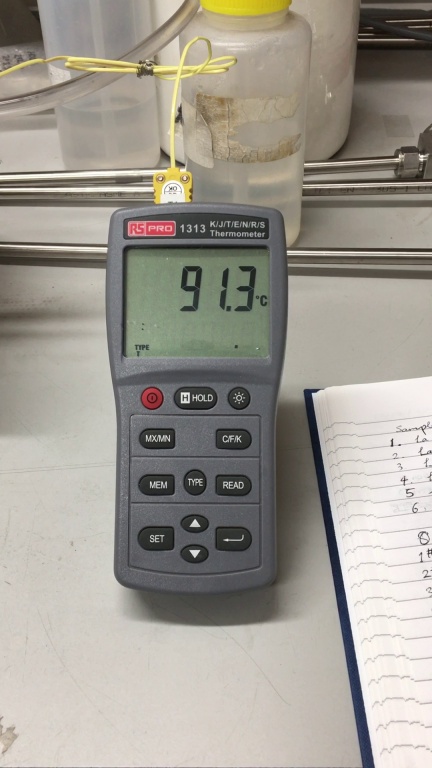 RS PRO 1313 K/J/T/E/N/R/S
Thermometer
91.3 °C
TYPE
T
H HOLD
MX/MN C/F/K
MEM TYPE READ
SET
1.
2.
3
4.
5
6.